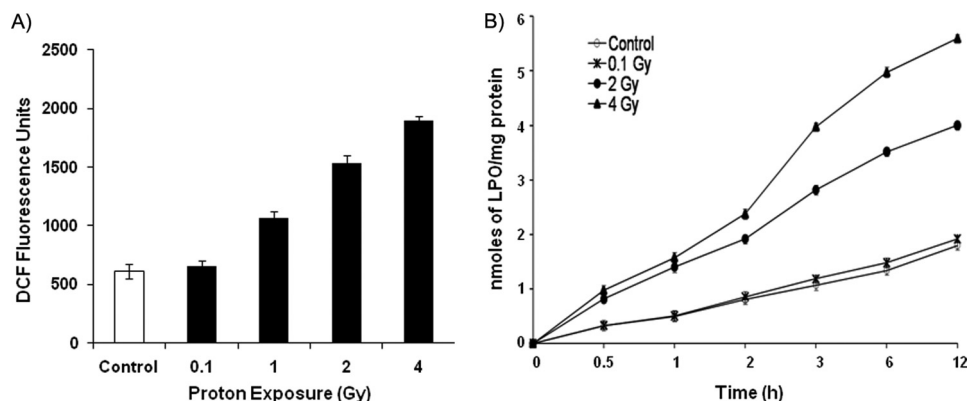 A)
DCF Fluorescence Units
2500
2000
1500
1000
500
0
Control 0.1 1 2 4
Proton Exposure (Gy)
B)
nmoles of LPO/mg protein
6
5
4
3
2
1
0
Control
0.1 Gy
2 Gy
4 Gy
0 0.5 1 2 3 6 12
Time (h)